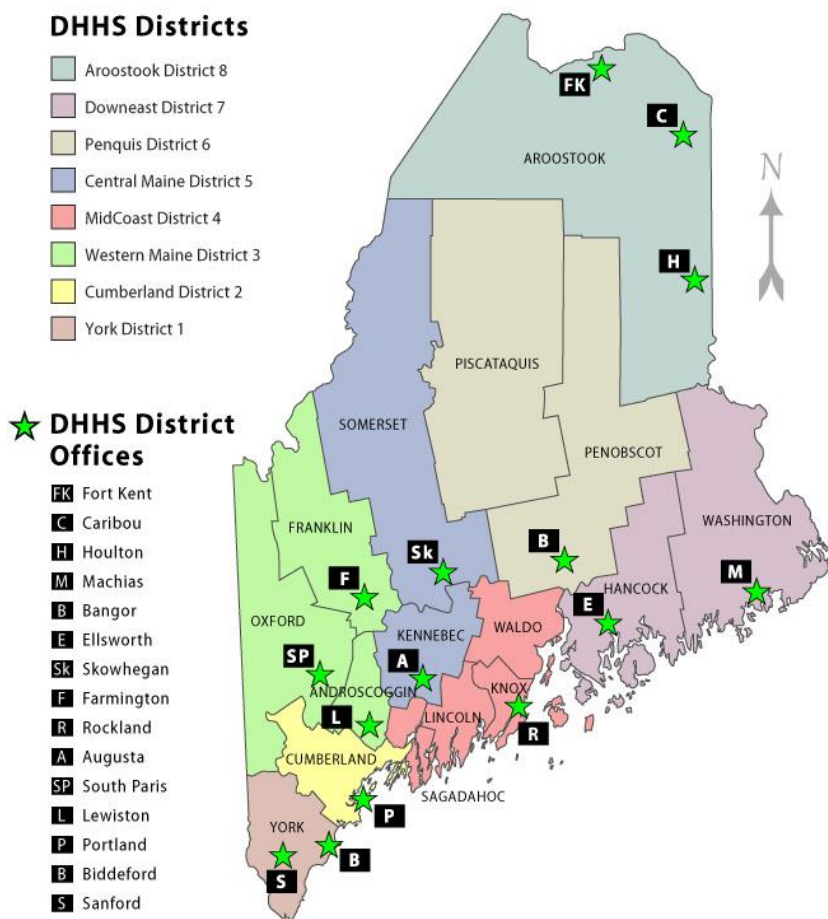 DHHS Districts
Aroostook District 8
Downeast District 7
Penquis District 6
Central Maine District 5
MidCoast District 4
Western Maine District 3
Cumberland District 2
York District 1
DHHS District
Offices
FK Fort Kent
C Caribou
H Houlton
M Machias
B Bangor
E Ellsworth
Sk Skowhegan
F Farmington
R Rockland
A Augusta
SP South Paris
L Lewiston
P Portland
B Biddeford
S Sanford
FK
C
AROOSTOOK
N
H
PISCATAQUIS
SOMERSET
PENOBSCOT
FRANKLIN
WASHINGTON
Sk
B
F
M
HANCOCK
E
OXFORD
KENNEBEC
WALDO
SP
A
ANDROSCOGGIN
KNOX
L
LINCOLN
R
CUMBERLAND
SAGADAHOC
P
YORK
B
S